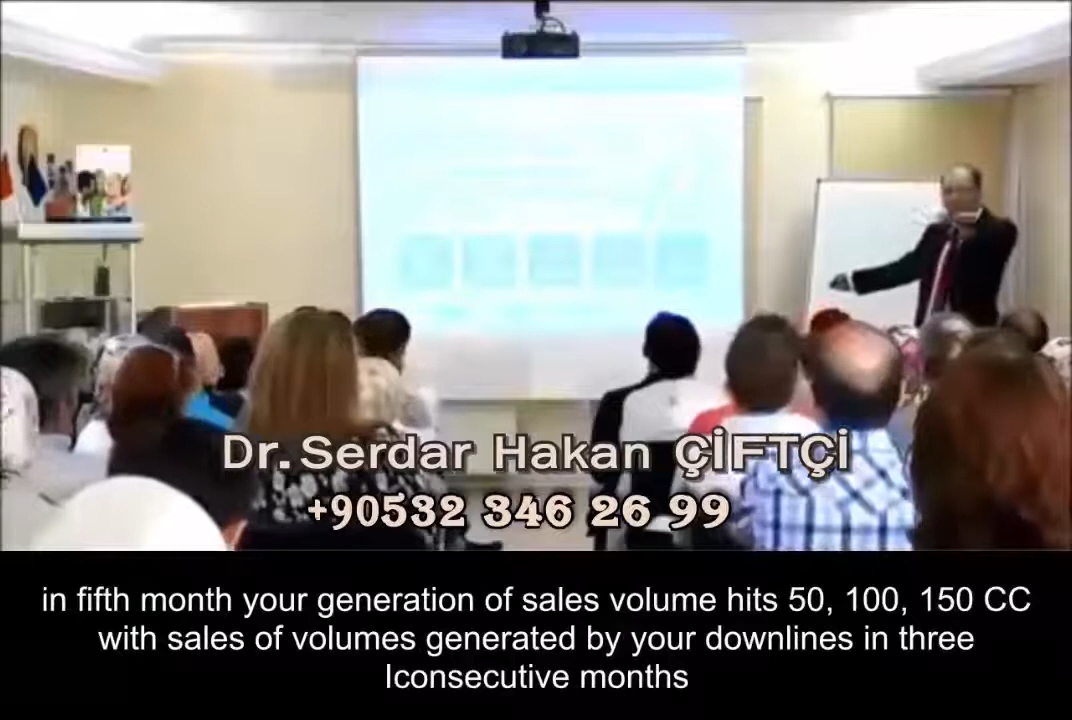 Dr. Serdar Hakan ÇİFTÇİ
+90532 346 26 99
in fifth month your generation of sales volume hits 50, 100, 150 CC
with sales of volumes generated by your downlines in three
Iconsecutive months